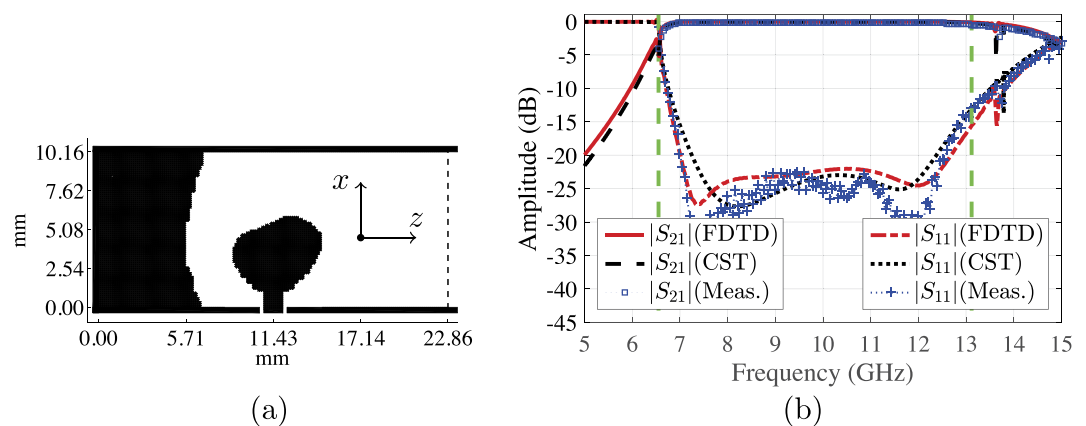 10.16
7.62
5.08
2.54
0.00
mm
x
z
0.00 5.71 11.43 17.14 22.86
mm
(a)
0
-5
-10
-15
-20
-25
-30
-35
-40
-45
Amplitude (dB)
|S21|(FDTD)
|S21|(CST)
|S21|(Meas.)
|S11|(FDTD)
|S11|(CST)
|S11|(Meas.)
5 6 7 8 9 10 11 12 13 14 15
Frequency (GHz)
(b)